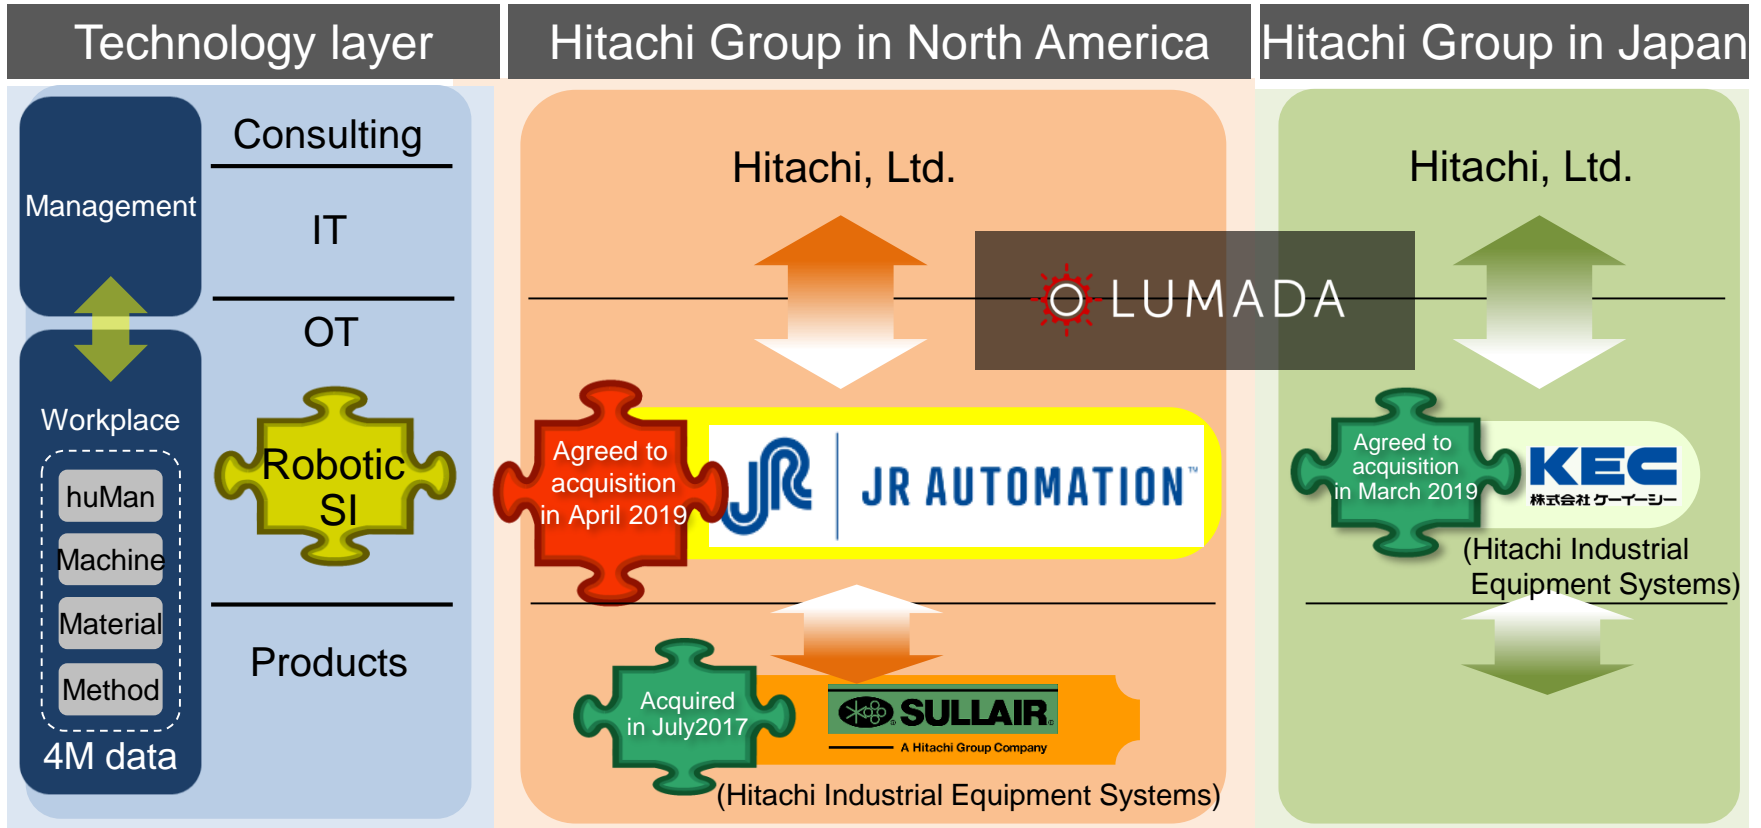 Technology layer
Hitachi Group in North America
Hitachi Group in Japan
Management
Workplace
huMan
Machine
Material
Method
4M data
Consulting
IT
OT
Robotic
SI
Products
Hitachi, Ltd.
LUMADA
Agreed to
acquisition
in April 2019
JR JR AUTOMATION™
Acquired
in July2017
SULLAIR®
A Hitachi Group Company
(Hitachi Industrial Equipment Systems)
Hitachi, Ltd.
Agreed to
acquisition
in March 2019
KEC
株式会社 ケーイーシー
(Hitachi Industrial
Equipment Systems)